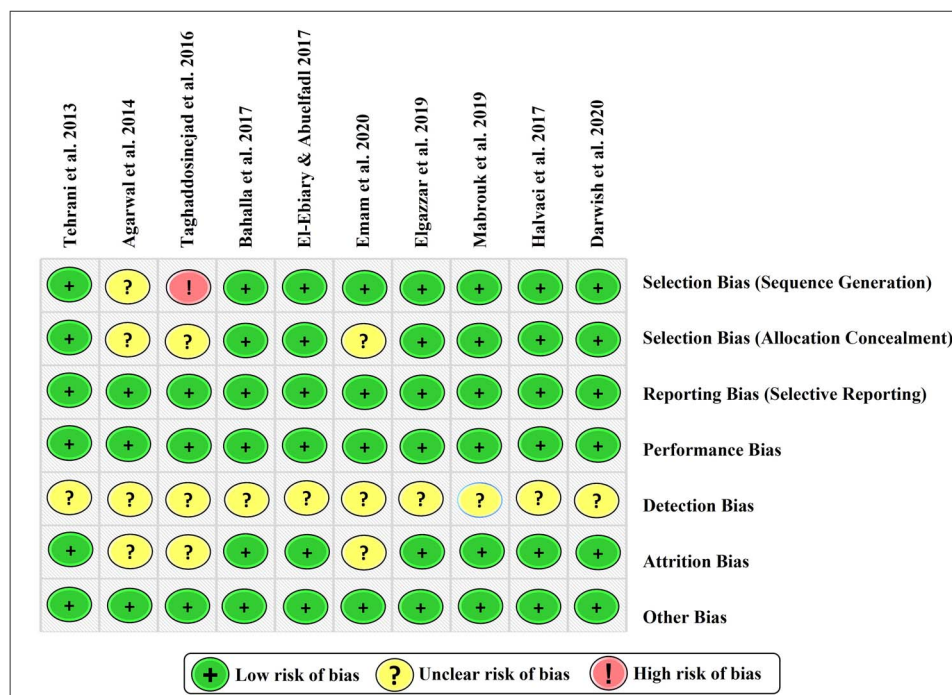 Tehrani et al. 2013
Agarwal et al. 2014
Taghaddosinejad et al. 2016
Bahalla et al. 2017
El-Ebiary & Abuelfadl 2017
Emam et al. 2020
Elgazzar et al. 2019
Mabrouk et al. 2019
Halvaei et al. 2017
Darwish et al. 2020
+ ? ! + + + + + + + Selection Bias (Sequence Generation)
+ ? ? + + ? + + + + Selection Bias (Allocation Concealment)
+ + + + + + + + + + Reporting Bias (Selective Reporting)
+ + + + + + + + + + Performance Bias
? ? ? ? ? ? ? ? ? ? Detection Bias
+ ? ? + + ? + + + + Attrition Bias
+ + + + + + + + + + Other Bias
+ Low risk of bias ? Unclear risk of bias ! High risk of bias